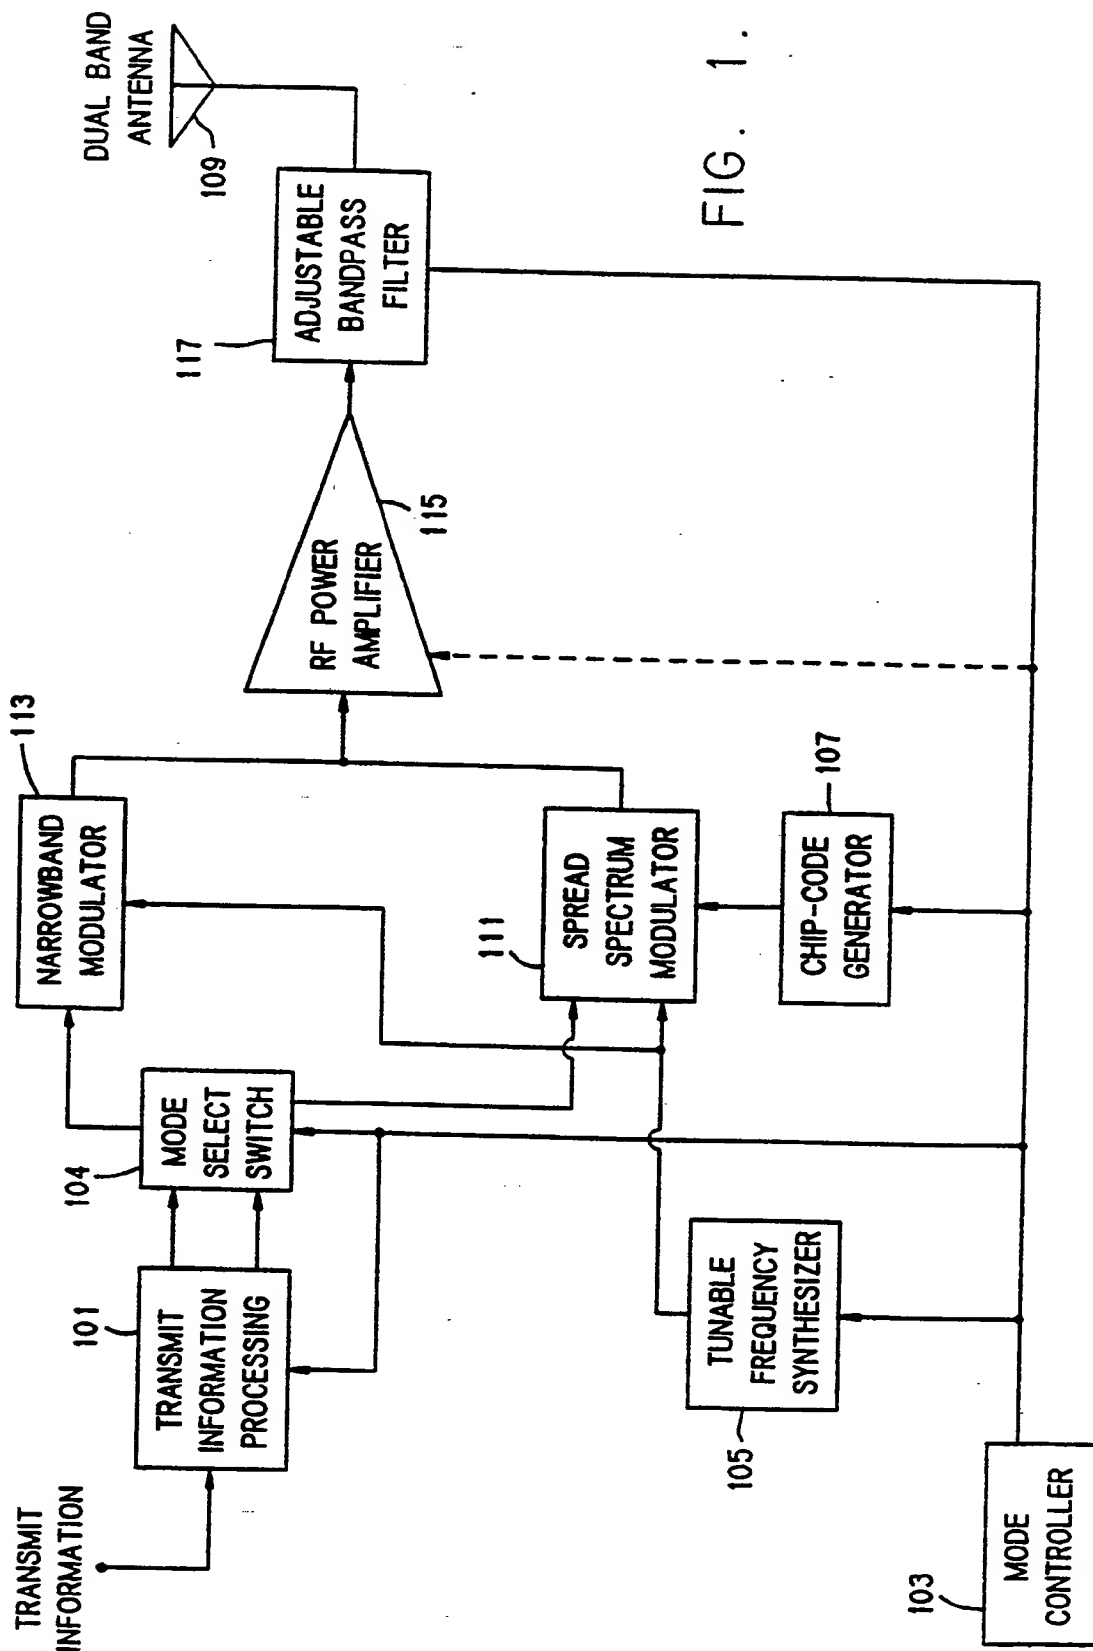 TRANSMIT
INFORMATION
101
TRANSMIT
INFORMATION
PROCESSING
104
MODE
SELECT
SWITCH
113
NARROWBAND
MODULATOR
111
SPREAD
SPECTRUM
MODULATOR
107
CHIP-CODE
GENERATOR
105
TUNABLE
FREQUENCY
SYNTHESIZER
103
MODE
CONTROLLER
RF POWER
AMPLIFIER
115
117
ADJUSTABLE
BANDPASS
FILTER
DUAL BAND
ANTENNA
109
FIG. 1.